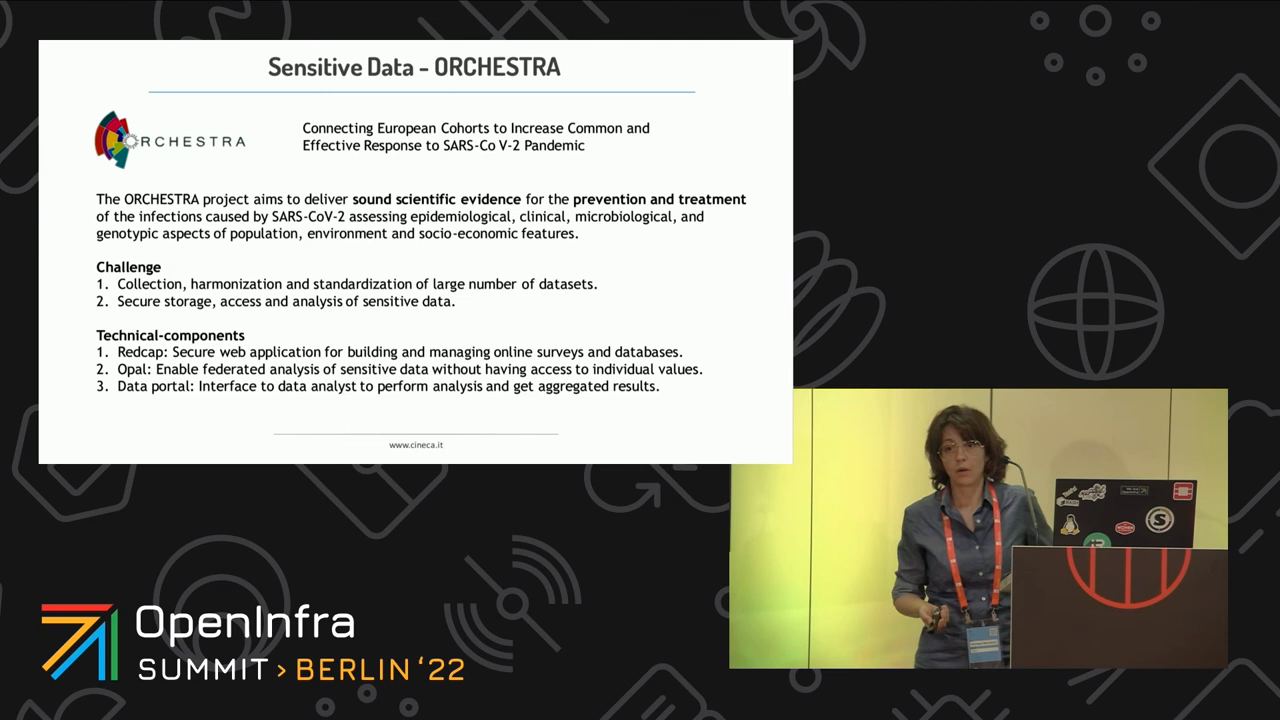 Sensitive Data - ORCHESTRA
ORCHESTRA
Connecting European Cohorts to Increase Common and
Effective Response to SARS-Co V-2 Pandemic
The ORCHESTRA project aims to deliver sound scientific evidence for the prevention and treatment
of the infections caused by SARS-CoV-2 assessing epidemiological, clinical, microbiological, and
genotypic aspects of population, environment and socio-economic features.
Challenge
1. Collection, harmonization and standardization of large number of datasets.
2. Secure storage, access and analysis of sensitive data.
Technical-components
1. Redcap: Secure web application for building and managing online surveys and databases.
2. Opal: Enable federated analysis of sensitive data without having access to individual values.
3. Data portal: Interface to data analyst to perform analysis and get aggregated results.
www.cineca.it
OpenInfra
SUMMIT > BERLIN '22